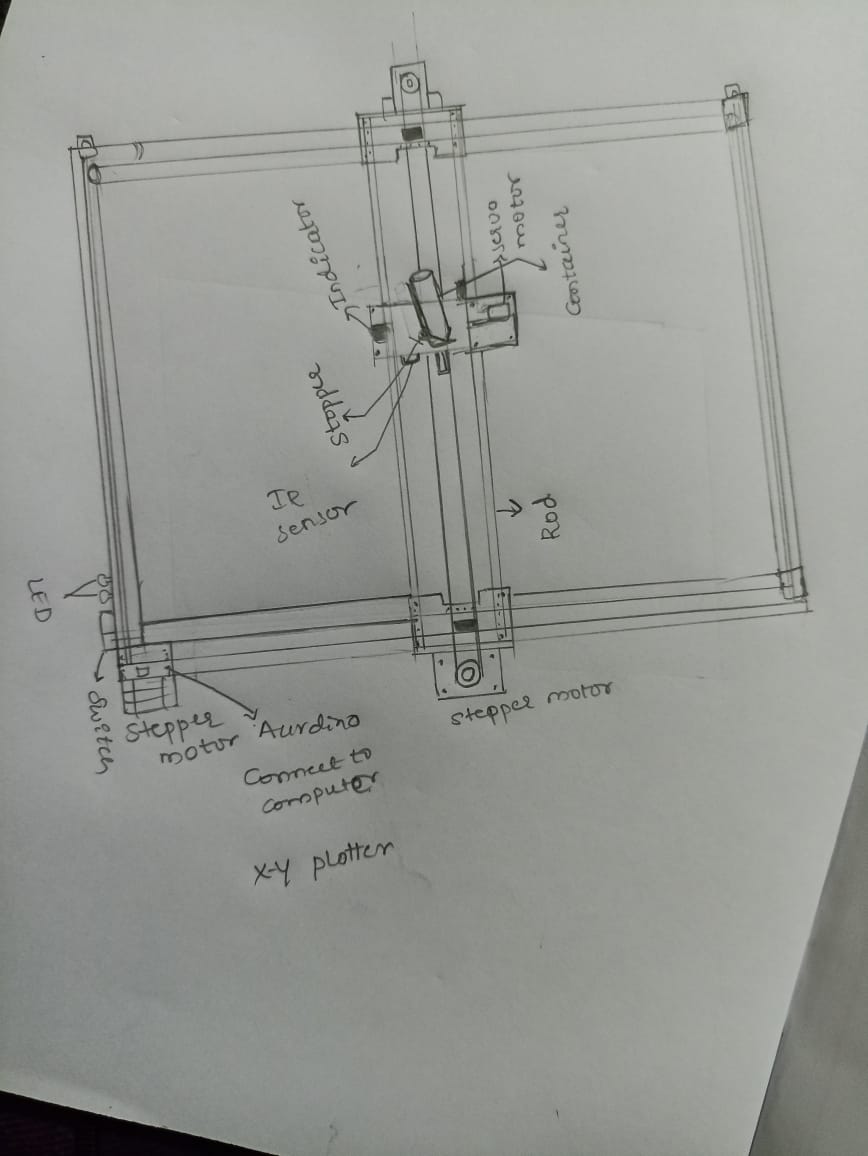 Indicator
servo
motor
Container
Stopper
IR
sensor
Rod
LED
Switch
Stepper
motor
Aurdino
Connect to
computer
stepper motor
X-Y plotter